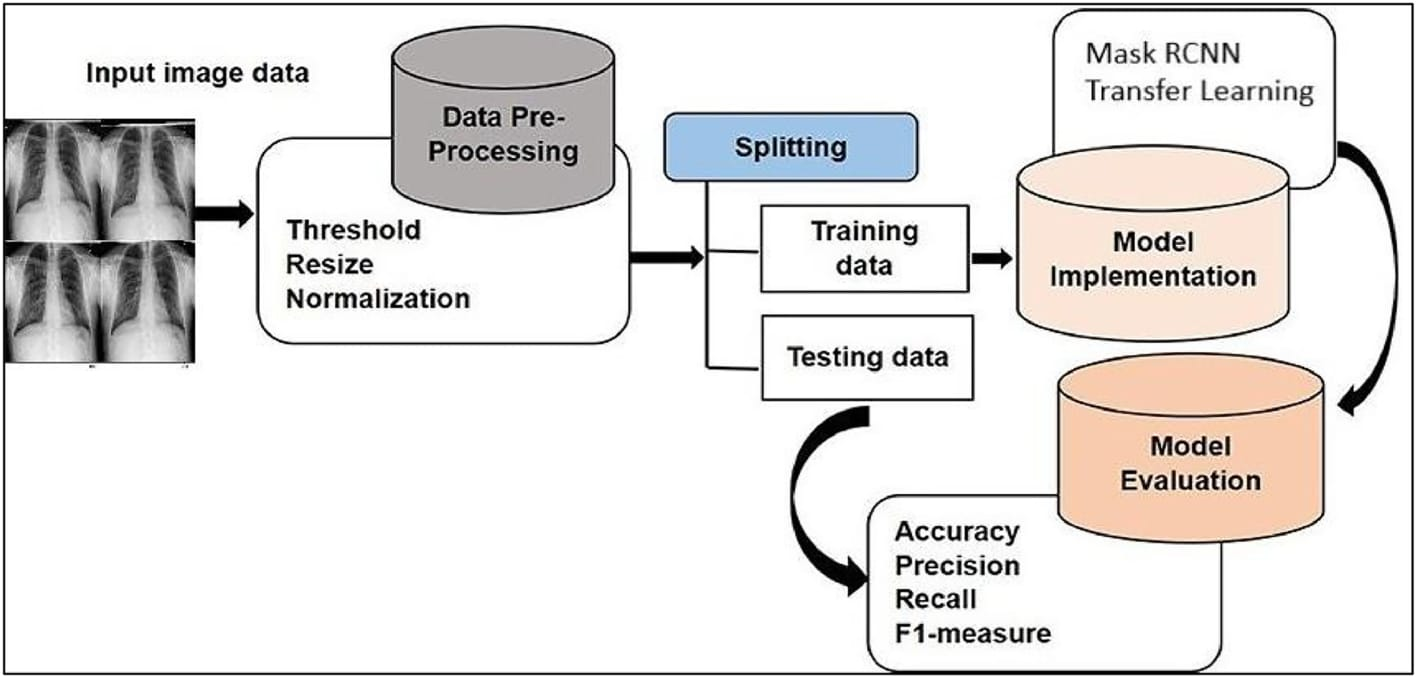 Input image data
Data Pre-
Processing
Threshold
Resize
Normalization
Splitting
Training
data
Testing data
Mask RCNN
Transfer Learning
Model
Implementation
Model
Evaluation
Accuracy
Precision
Recall
F1-measure